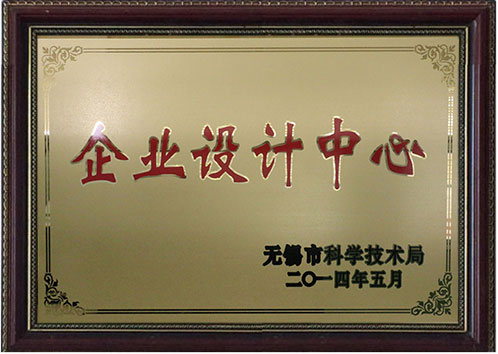 企业设计中心
无锡市科学技术局
二〇一四年五月